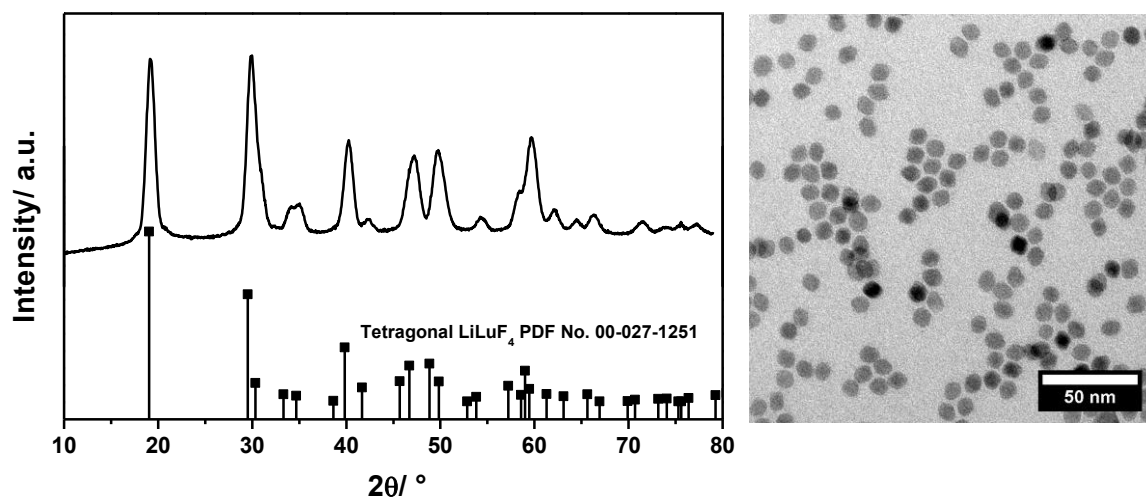 Intensity/ a.u.
Tetragonal LiLuF₄ PDF No. 00-027-1251
10 20 30 40 50 60 70 80
2θ/ °
50 nm